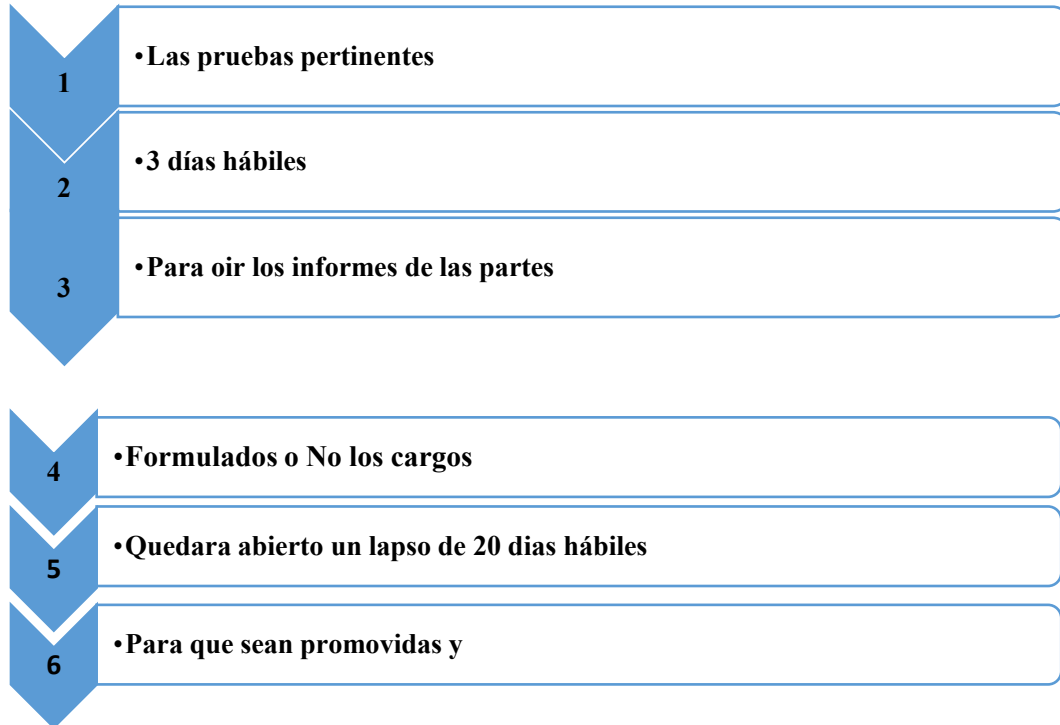 1
•Las pruebas pertinentes
2
•3 días hábiles
3
•Para oir los informes de las partes
4
•Formulados o No los cargos
5
•Quedara abierto un lapso de 20 dias hábiles
6
•Para que sean promovidas y